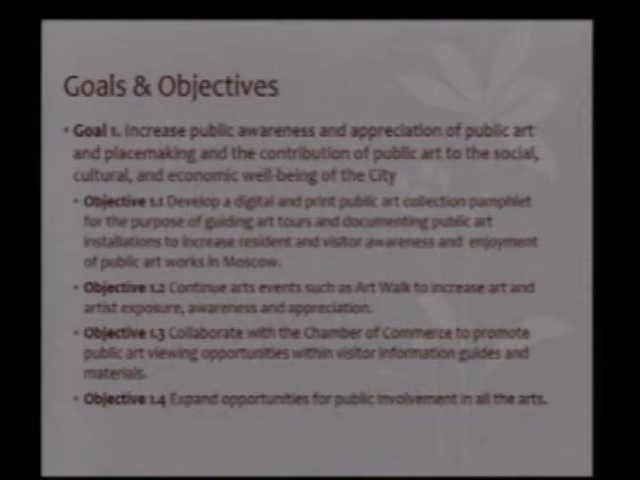 Goals & Objectives
• Goal 1. Increase public awareness and appreciation of public art
and placemaking and the contribution of public art to the social,
cultural, and economic well-being of the City
• Objective 1.1 Develop a digital and print public art collection pamphlet
for the purpose of guiding art tours and documenting public art
installations to increase resident and visitor awareness and enjoyment
of public art works in Moscow.
• Objective 1.2 Continue arts events such as Art Walk to increase art and
artist exposure, awareness and appreciation.
• Objective 1.3 Collaborate with the Chamber of Commerce to promote
public art viewing opportunities within visitor information guides and
materials.
• Objective 1.4 Expand opportunities for public involvement in all the arts.